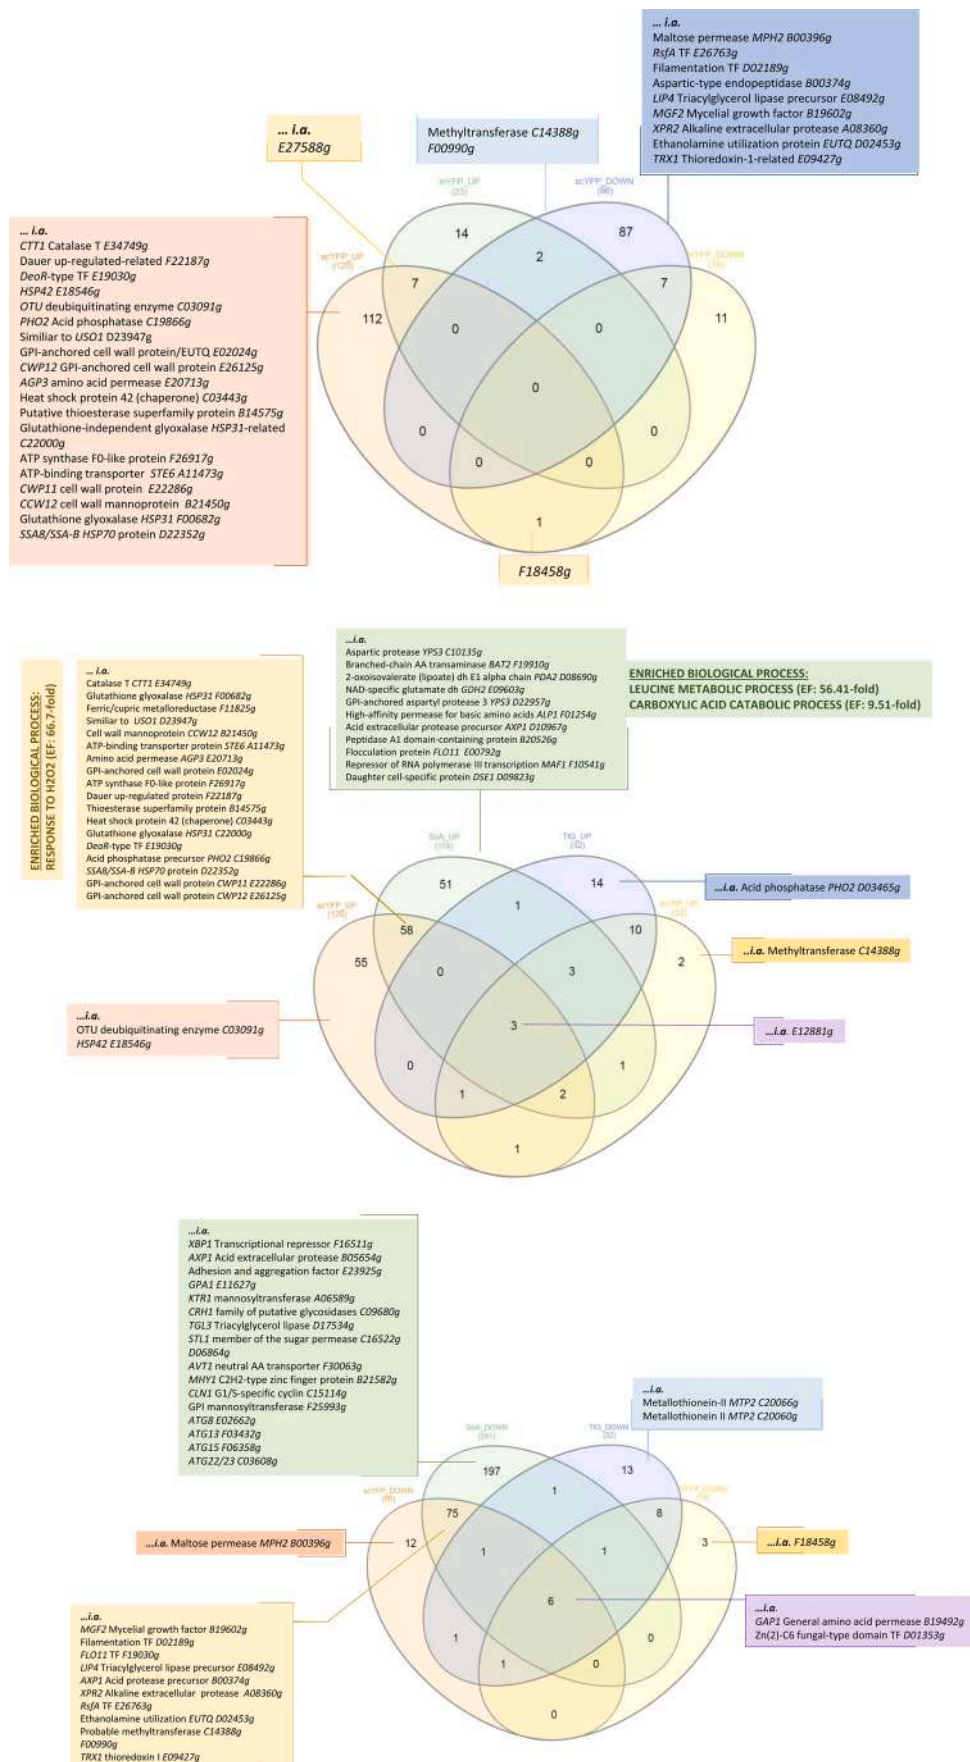 ... i.a.
Maltose permease MPH2 B00396g
RsfA TF E26763g
Filamentation TF D02189g
Aspartic-type endopeptidase B00374g
LIP4 Triacylglycerol lipase precursor E08492g
MGF2 Mycelial growth factor B19602g
XPR2 Alkaline extracellular protease A08360g
Ethanolamine utilization protein EUTQ D02453g
TRX1 Thioredoxin-1-related E09427g
... i.a.
E27588g
Methyltransferase C14388g
F00990g
scYFP_DOWN
14
87
2
7
7
112
11
0
0
0
0
0
0
0
1
F18458g
scYFP_UP
(120)
... i.a.
CTT1 Catalase T E34749g
Dauer up-regulated-related F22187g
DeoR-type TF E19030g
HSP42 E18546g
OTU deubiquitinating enzyme C03091g
PHO2 Acid phosphatase C19866g
Similiar to USO1 D23947g
GPI-anchored cell wall protein/EUTQ E02024g
CWP12 GPI-anchored cell wall protein E26125g
AGP3 amino acid permease E20713g
Heat shock protein 42 (chaperone) C03443g
Putative thioesterase superfamily protein B14575g
Glutathione-independent glyoxalase HSP31-related
C22000g
ATP synthase F0-like protein F26917g
ATP-binding transporter STE6 A11473g
CWP11 cell wall protein E22286g
CCW12 cell wall mannoprotein B21450g
Glutathione glyoxalase HSP31 F00682g
SSA8/SSA-B HSP70 protein D22352g
ENRICHED BIOLOGICAL PROCESS:
RESPONSE TO H2O2 (EF: 66.7-fold)
... i.a.
Catalase T CTT1 E34749g
Glutathione glyoxalase HSP31 F00682g
Ferric/cupric metalloreductase F11825g
Similiar to USO1 D23947g
Cell wall mannoprotein CCW12 B21450g
ATP-binding transporter protein STE6 A11473g
Amino acid permease AGP3 E20713g
GPI-anchored cell wall protein E02024g
ATP synthase F0-like protein F26917g
Dauer up-regulated protein F22187g
Thioesterase superfamily protein B14575g
Heat shock protein 42 (chaperone) C03443g
Glutathione glyoxalase HSP31 C22000g
DeoR-type TF E19030g
Acid phosphatase precursor PHO2 C19866g
SSA8/SSA-B HSP70 protein D22352g
GPI-anchored cell wall protein CWP11 E22286g
GPI-anchored cell wall protein CWP12 E26125g
...i.a.
Aspartic protease YPS3 C10135g
Branched-chain AA transaminase BAT2 F19910g
2-oxoisovalerate (lipoate) dh E1 alpha chain PDA2 D08690g
NAD-specific glutamate dh GDH2 E09603g
GPI-anchored aspartyl protease 3 YPS3 D22957g
High-affinity permease for basic amino acids ALP1 F01254g
Acid extracellular protease precursor AXP1 D10967g
Peptidase A1 domain-containing protein B20526g
Flocculation protein FLO11 E00792g
Repressor of RNA polymerase III transcription MAF1 F10541g
Daughter cell-specific protein DSE1 D09823g
ENRICHED BIOLOGICAL PROCESS:
LEUCINE METABOLIC PROCESS (EF: 56.41-fold)
CARBOXYLIC ACID CATABOLIC PROCESS (EF: 9.51-fold)
SoA_UP
TIG_UP
scYFP_UP
(120)
51
14
1
58
10
55
2
0
3
3
0
1
1
2
1
...i.a. Acid phosphatase PHO2 D03465g
...i.a. Methyltransferase C14388g
...i.a. E12881g
...i.a.
OTU deubiquitinating enzyme C03091g
HSP42 E18546g
...i.a.
XBP1 Transcriptional repressor F16511g
AXP1 Acid extracellular protease B05654g
Adhesion and aggregation factor E23925g
GPA1 E11627g
KTR1 mannosyltransferase A06589g
CRH1 family of putative glycosidases C09680g
TGL3 Triacylglycerol lipase D17534g
STL1 member of the sugar permease C16522g
D06864g
AVT1 neutral AA transporter F30063g
MHY1 C2H2-type zinc finger protein B21582g
CLN1 G1/S-specific cyclin C15114g
GPI mannosyltransferase F25993g
ATG8 E02662g
ATG13 F03432g
ATG15 F06358g
ATG22/23 C03608g
...i.a.
Metallothionein-II MTP2 C20066g
Metallothionein II MTP2 C20060g
SoA_DOWN
TIG_DOWN
scYFP_DOWN
197
13
1
75
8
12
3
1
1
6
1
0
1
0
0
...i.a. Maltose permease MPH2 B00396g
...i.a. F18458g
...i.a.
GAP1 General amino acid permease B19492g
Zn(2)-C6 fungal-type domain TF D01353g
...i.a.
MGF2 Mycelial growth factor B19602g
Filamentation TF D02189g
FLO11 TF F19030g
LIP4 Triacylglycerol lipase precursor E08492g
AXP1 Acid protease precursor B00374g
XPR2 Alkaline extracellular protease A08360g
RsfA TF E26763g
Ethanolamine utilization EUTQ D02453g
Probable methyltransferase C14388g
F00990g
TRX1 thioredoxin I E09427g